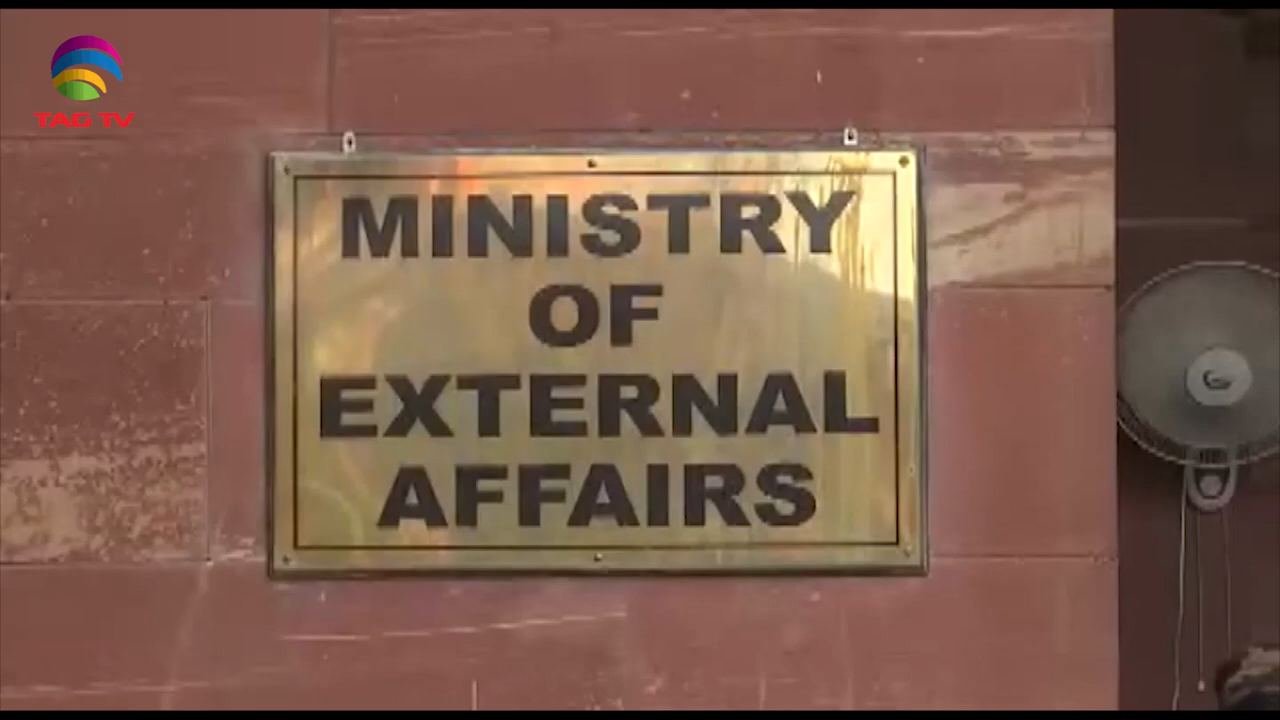 TAG TV
MINISTRY
OF
EXTERNAL
AFFAIRS